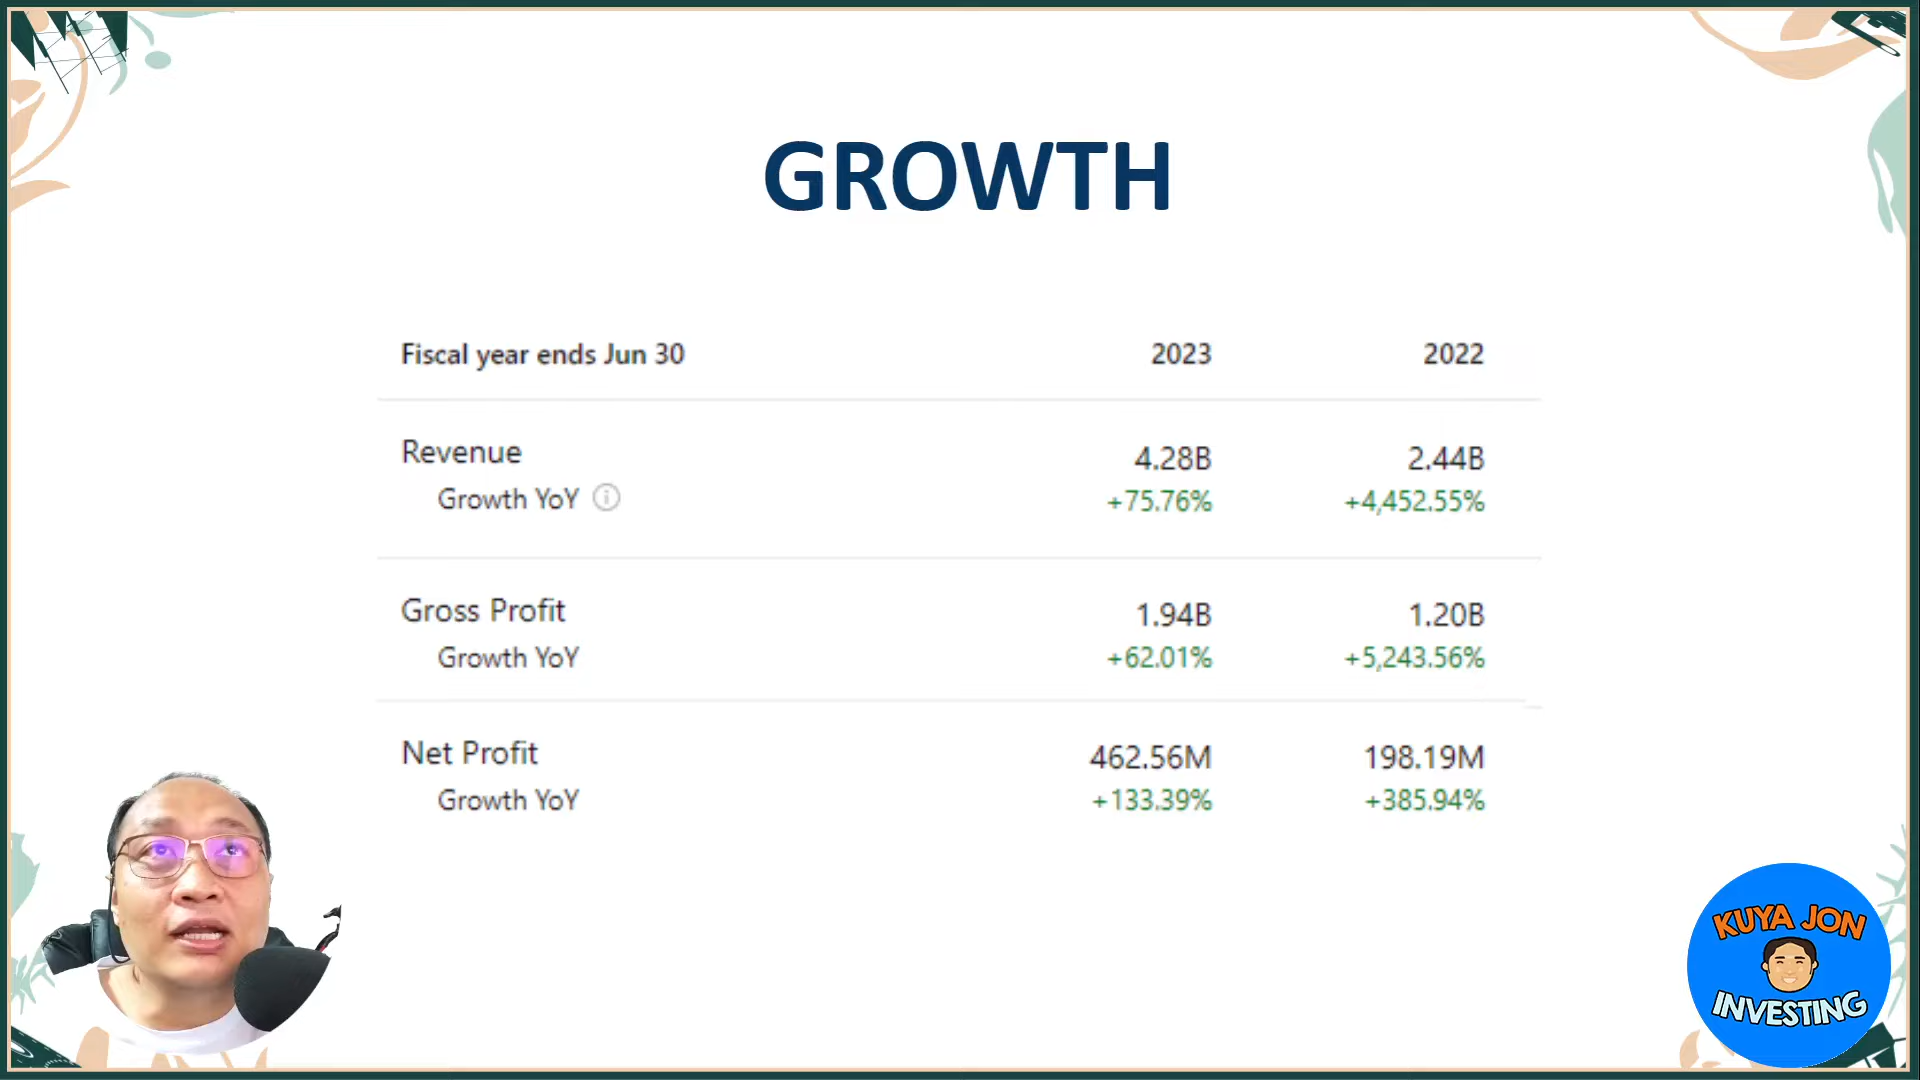 GROWTH
Fiscal year ends Jun 30 2023 2022
Revenue 4.28B 2.44B
Growth YoY +75.76% +4,452.55%
Gross Profit 1.94B 1.20B
Growth YoY +62.01% +5,243.56%
Net Profit 462.56M 198.19M
Growth YoY +133.39% +385.94%
KUYA JON
INVESTING